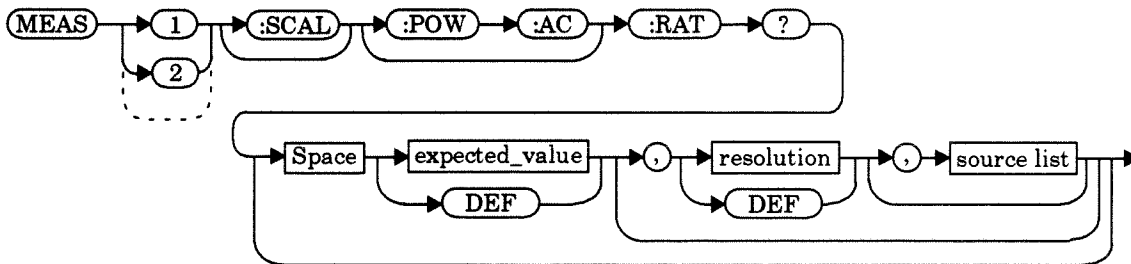 MEAS 1 :SCAL :POW :AC :RAT ?
2
Space expected_value , resolution , source list
DEF DEF